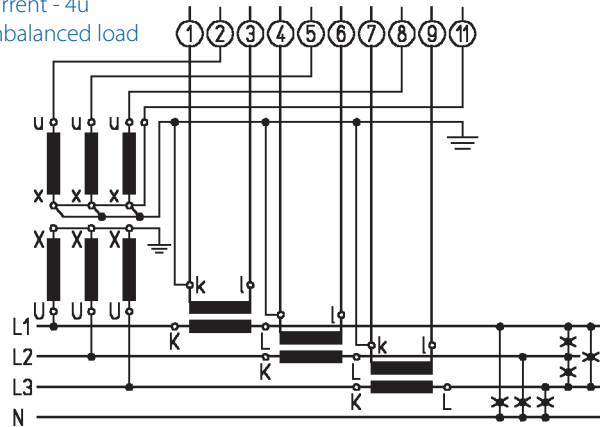 rrent - 4u
nbalanced load
1 2 3 4 5 6 7 8 9 11
u u u
x x x
X X X
k l
U U U
l
L1
K L
k l
L2
K L
L3
K L
N